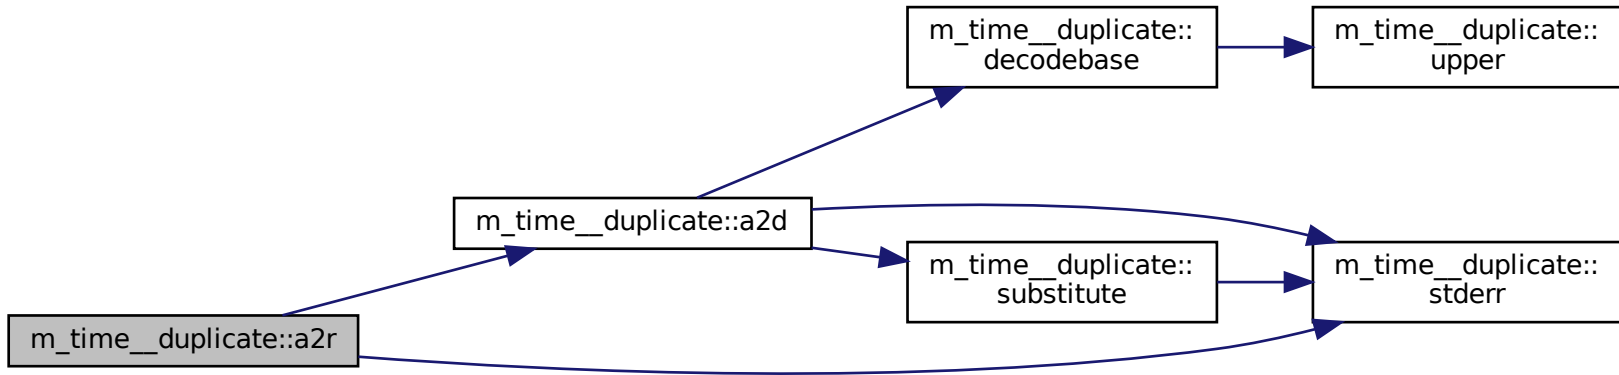 m_time__duplicate::
decodebase
m_time__duplicate::
upper
m_time__duplicate::a2d
m_time__duplicate::
substitute
m_time__duplicate::
stderr
m_time__duplicate::a2r